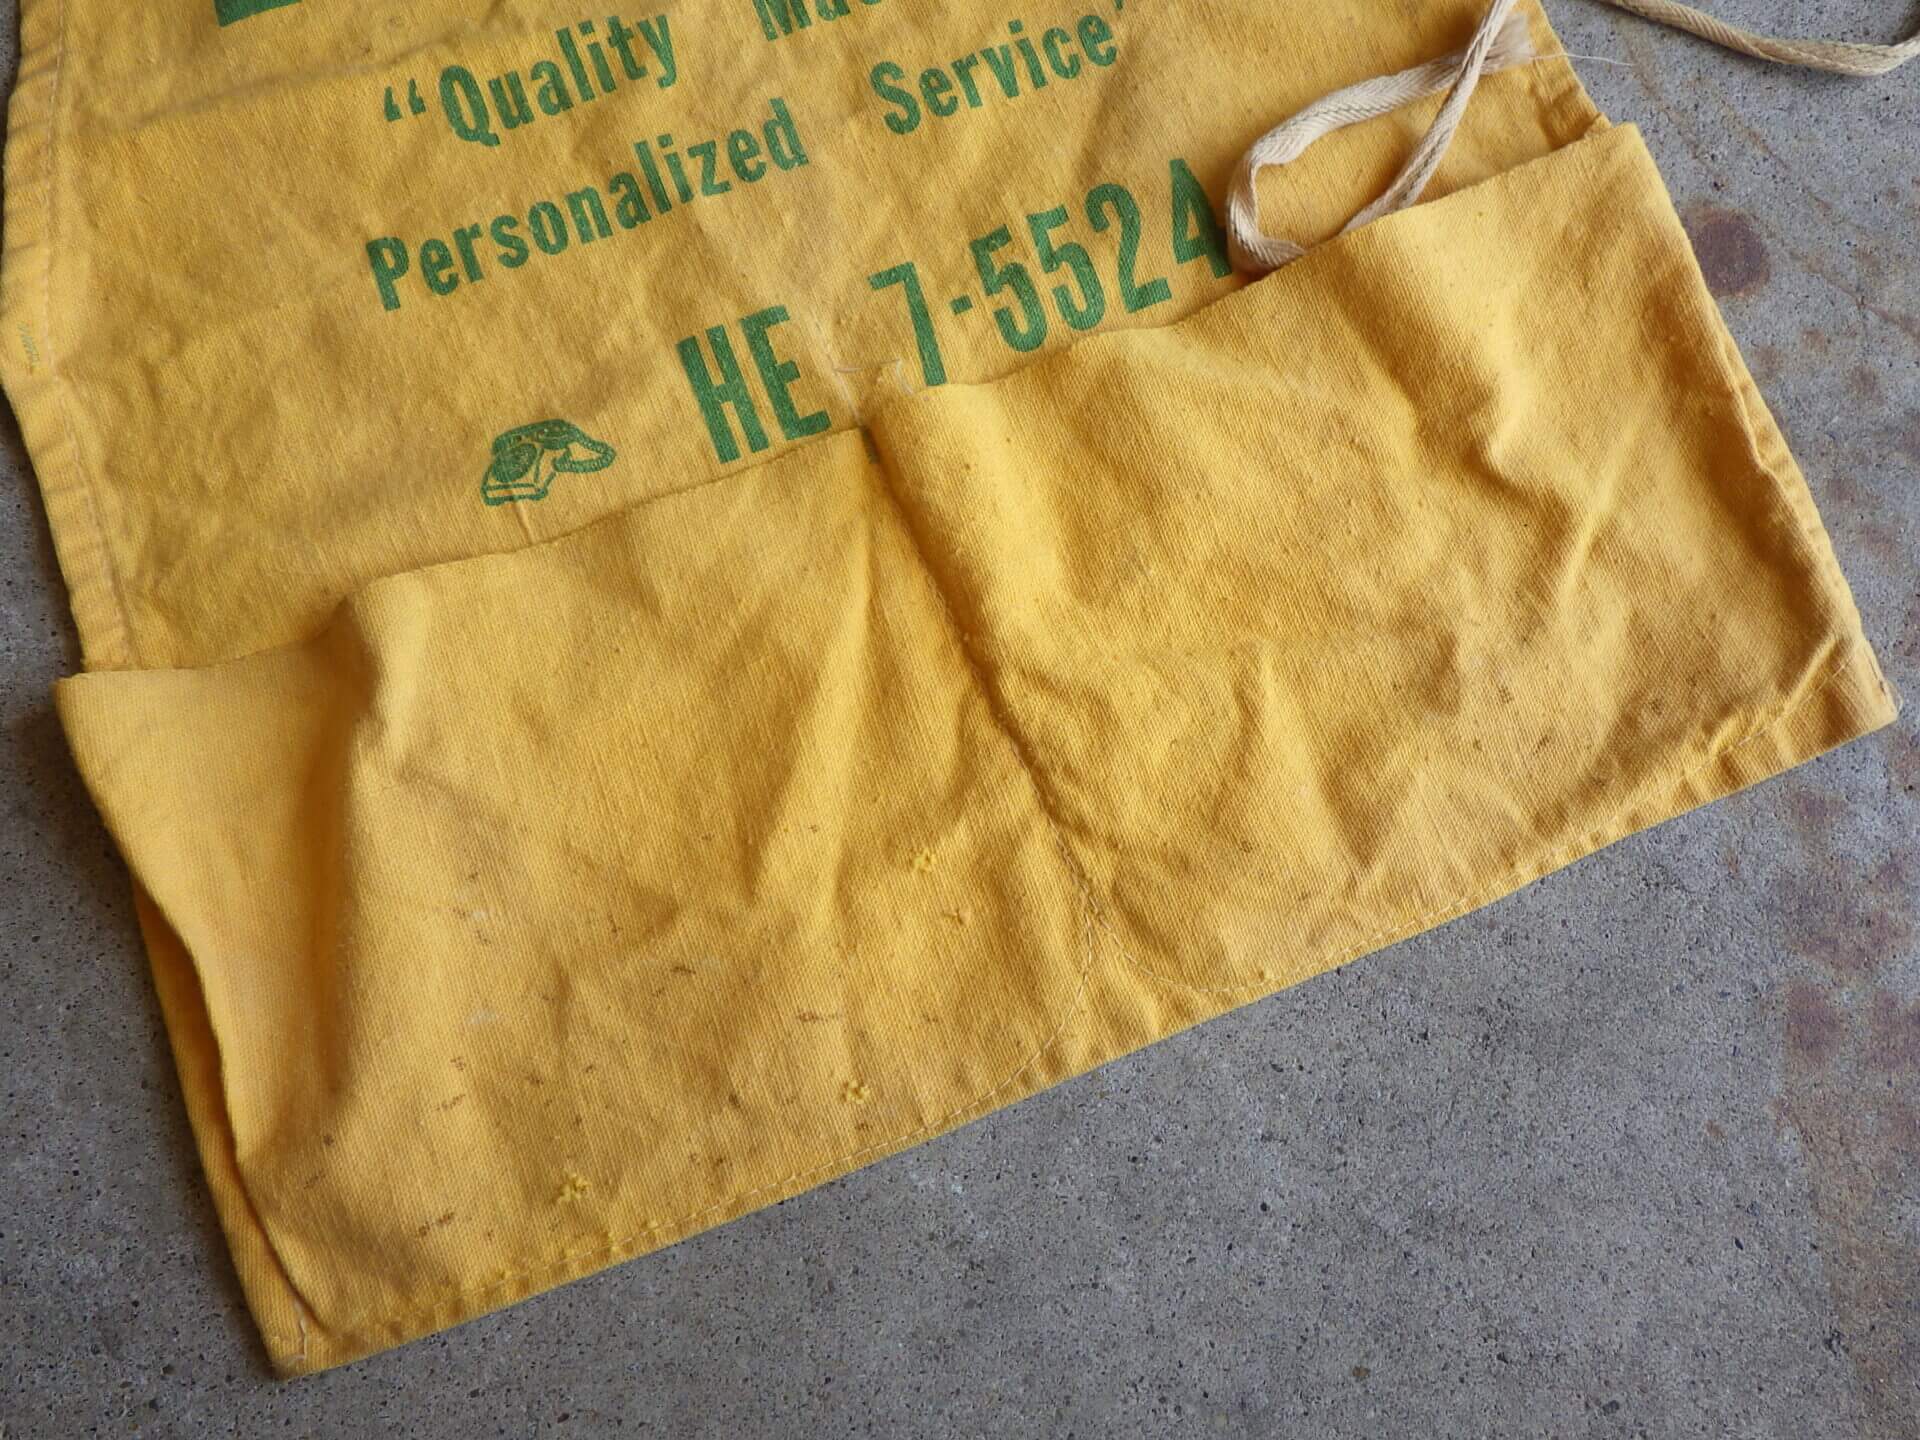 “Quality
Personalized Service”
HE 7-5524